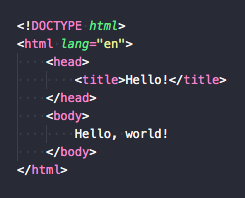 <!DOCTYPE html>
<html lang="en">
    <head>
        <title>Hello!</title>
    </head>
    <body>
        Hello, world!
    </body>
</html>